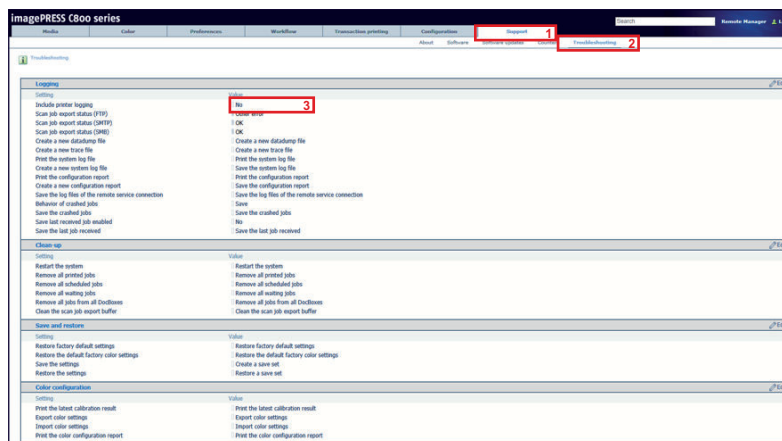 imagePRESS C800 series
Search
Remote Manager
Media Color Preferences Workflow Transaction printing Configuration Support 1
About Software Software updates Counters Troubleshooting 2
Troubleshooting
Logging
Setting Value
Include printer logging No 3
Scan job export status (FTP) Other error
Scan job export status (SMTP) OK
Scan job export status (SMB) OK
Create a new datadump file Create a new datadump file
Create a new trace file Create a new trace file
Print the system log file Print the system log file
Create a new system log file Save the system log file
Print the configuration report Print the configuration report
Create a new configuration report Save the configuration report
Save the log files of the remote service connection Save the log files of the remote service connection
Behavior of crashed jobs Save
Save the crashed jobs Save the crashed jobs
Save last received job enabled No
Save the last job received Save the last job received
Clean up
Setting Value
Restart the system Restart the system
Remove all printed jobs Remove all printed jobs
Remove all scheduled jobs Remove all scheduled jobs
Remove all waiting jobs Remove all waiting jobs
Remove all jobs from all DocBoxes Remove all jobs from all DocBoxes
Clean the scan job export buffer Clean the scan job export buffer
Save and restore
Setting Value
Restore factory default settings Restore factory default settings
Restore the default factory color settings Restore the default factory color settings
Save the settings Create a save set
Restore the settings Restore a save set
Color configuration
Setting Value
Print the latest calibration result Print the latest calibration result
Export color settings Export color settings
Import color settings Import color settings
Print the color configuration report Print the color configuration report